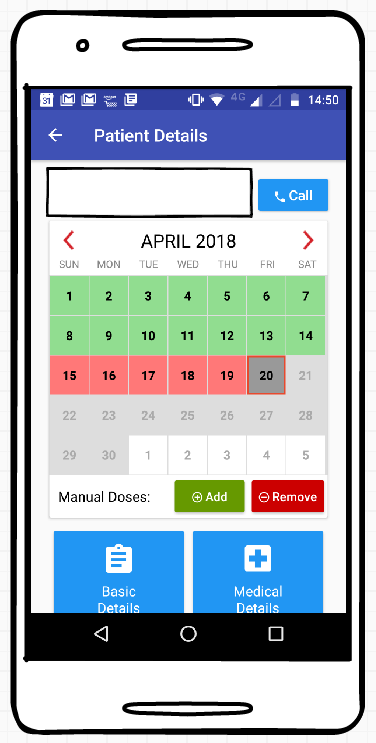 31 4G 14:50
Patient Details
Call
APRIL 2018
SUN MON TUE WED THU FRI SAT
1 2 3 4 5 6 7
8 9 10 11 12 13 14
15 16 17 18 19 20 21
22 23 24 25 26 27 28
29 30 1 2 3 4 5
Manual Doses: Add Remove
Basic Medical
Details Details